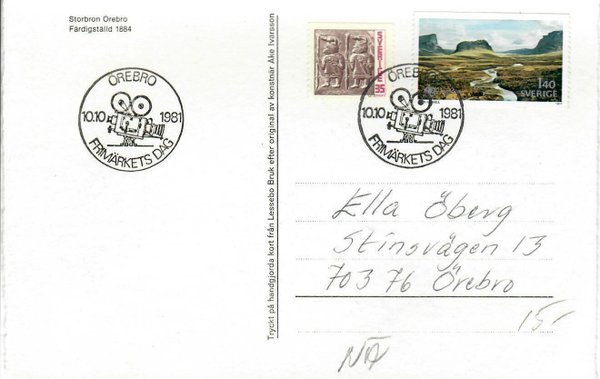 Storbron Örebro
Färdigställd 1884
ÖREBRO
10.10 1981
FRIMÄRKETS DAG
Tryckt på handgjorda kort från Lessebo Bruk efter original av konstnär Åke Ivarsson
SVERIGE 35
1.40
SVERIGE
ÖREBRO
10.10 1981
FRIMÄRKETS DAG
Ella Öberg
Stinsvägen 13
703 76 Örebro
15:-